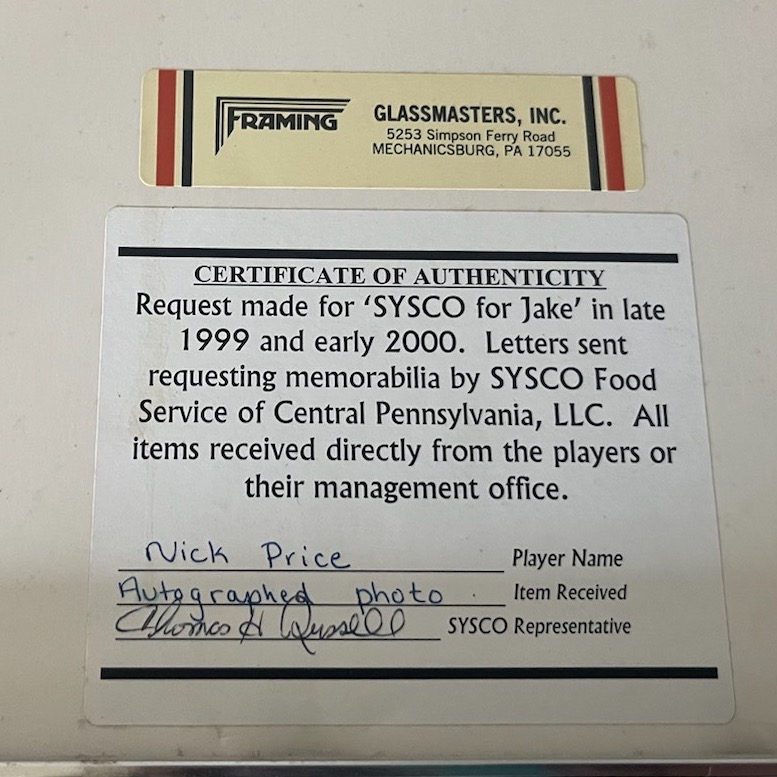 FRAMING
GLASSMASTERS, INC.
5253 Simpson Ferry Road
MECHANICSBURG, PA 17055
CERTIFICATE OF AUTHENTICITY
Request made for ‘SYSCO for Jake’ in late
1999 and early 2000. Letters sent
requesting memorabilia by SYSCO Food
Service of Central Pennsylvania, LLC. All
items received directly from the players or
their management office.
Nick Price Player Name
Autographed photo Item Received
Thomas H Russell SYSCO Representative